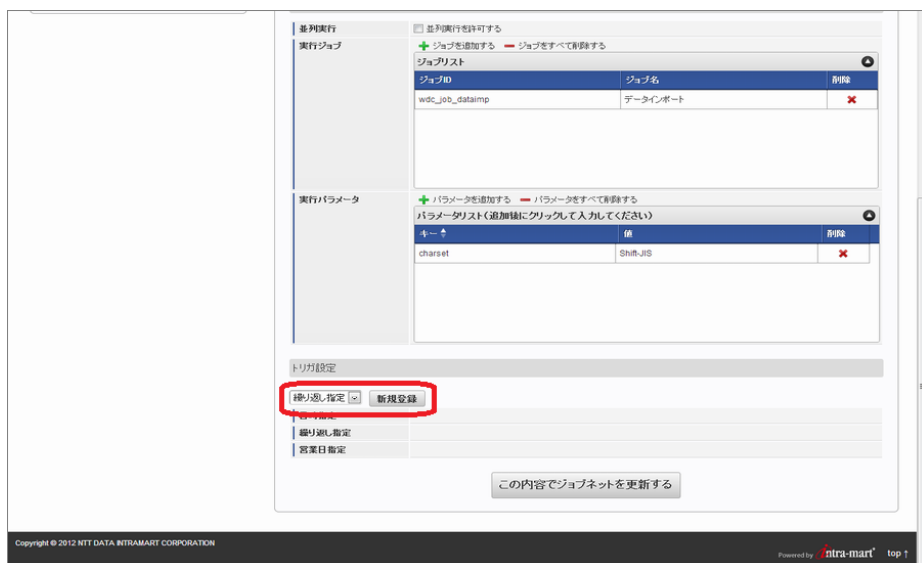 並列実行 並列実行を許可する
実行ジョブ ジョブを追加する ジョブをすべて削除する
ジョブリスト
ジョブID ジョブ名 削除
wdc_job_dataimp データインポート
実行パラメータ パラメータを追加する パラメータをすべて削除する
パラメータリスト(追加後にクリックして入力してください)
キー 値 削除
charset Shift-JIS
トリガ設定
繰り返し指定 新規登録
繰り返し指定
営業日指定
この内容でジョブネットを更新する
Copyright © 2012 NTT DATA INTRAMART CORPORATION
Powered by intra-mart top ↑